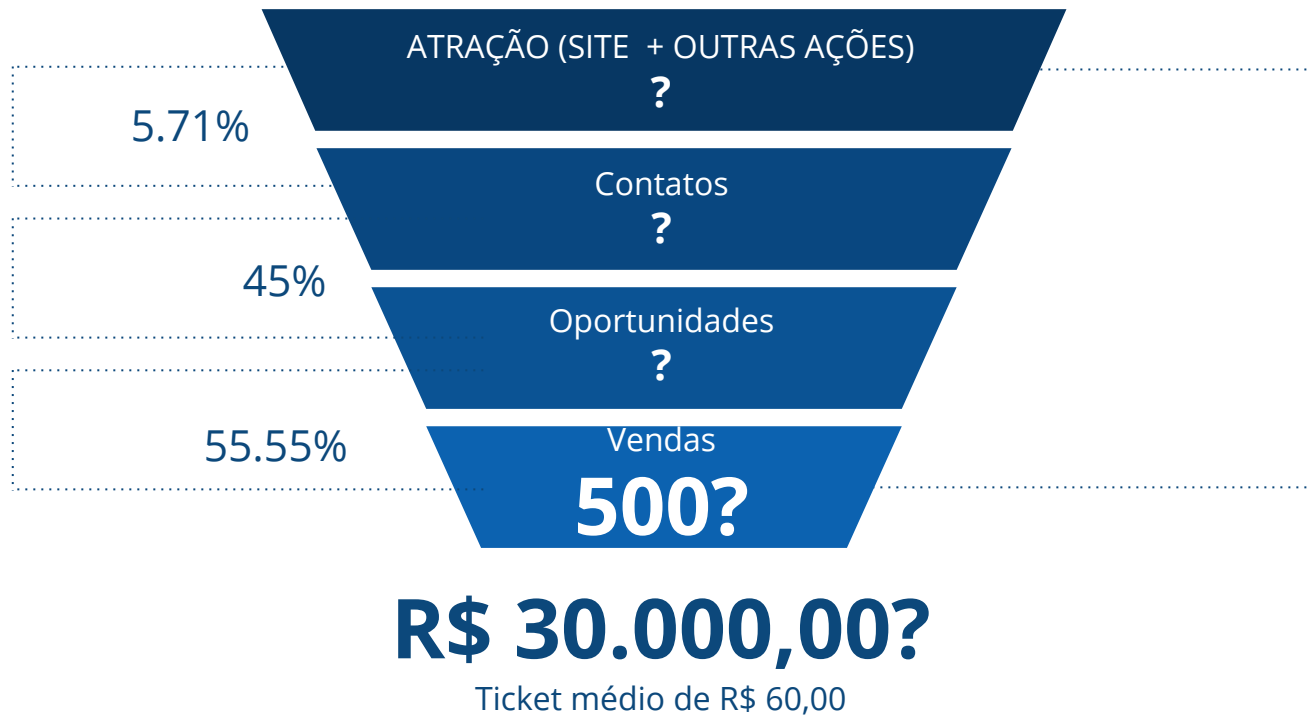 ATRAÇÃO (SITE + OUTRAS AÇÕES)
?
5.71%
Contatos
?
45%
Oportunidades
?
55.55%
Vendas
500?
R$ 30.000,00?
Ticket médio de R$ 60,00